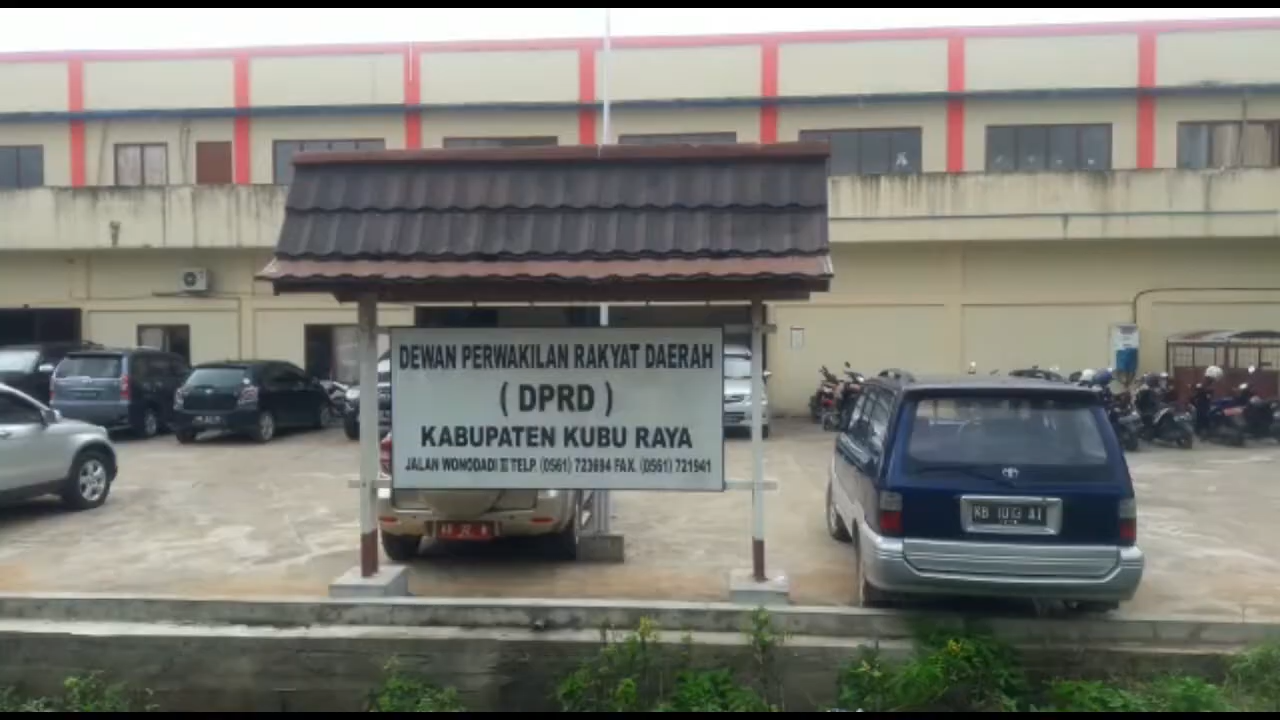 DEWAN PERWAKILAN RAKYAT DAERAH
( DPRD )
KABUPATEN KUBU RAYA
JALAN WONODADI II TELP. (0561) 723694 FAX. (0561) 721941
KB 1013 AI